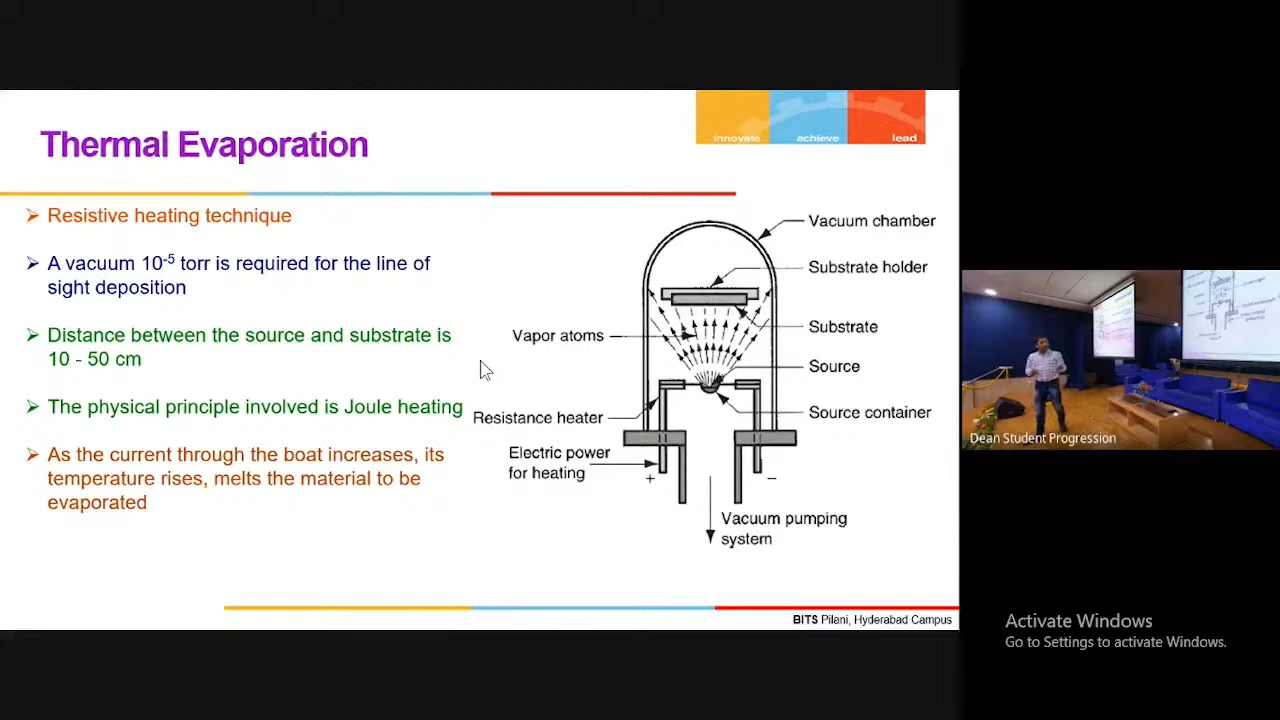 innovate achieve lead
Thermal Evaporation
➢ Resistive heating technique
➢ A vacuum 10⁻⁵ torr is required for the line of
sight deposition
➢ Distance between the source and substrate is
10 - 50 cm
➢ The physical principle involved is Joule heating
➢ As the current through the boat increases, its
temperature rises, melts the material to be
evaporated
Vacuum chamber
Substrate holder
Vapor atoms
Substrate
Source
Resistance heater
Source container
Electric power
for heating
+
−
Vacuum pumping
system
BITS Pilani, Hyderabad Campus
Dean Student Progression
Activate Windows
Go to Settings to activate Windows.